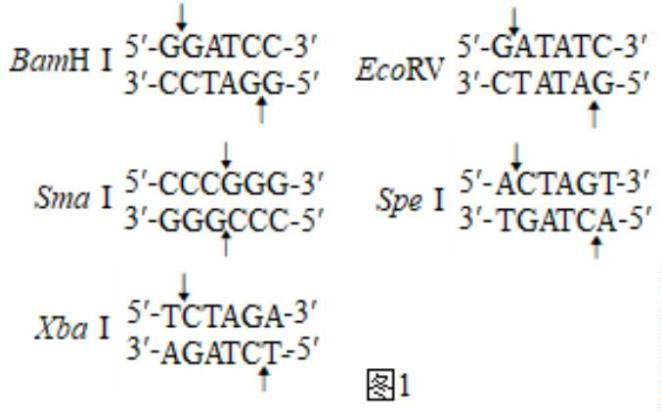 BamH I 5′-GGATCC-3′
3′-CCTAGG-5′
EcoRV 5′-GATATC-3′
3′-CTATAG-5′
Sma I 5′-CCCGGG-3′
3′-GGGCCC-5′
Spe I 5′-ACTAGT-3′
3′-TGATCA-5′
Xba I 5′-TCTAGA-3′
3′-AGATCT-5′
图1